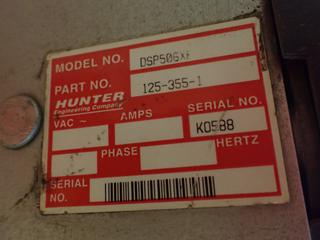 MODEL NO. DSP506XF
PART NO. 125-355-1
HUNTER
Engineering Company
VAC ~ AMPS SERIAL NO.
K0588
PHASE HERTZ
SERIAL
NO.